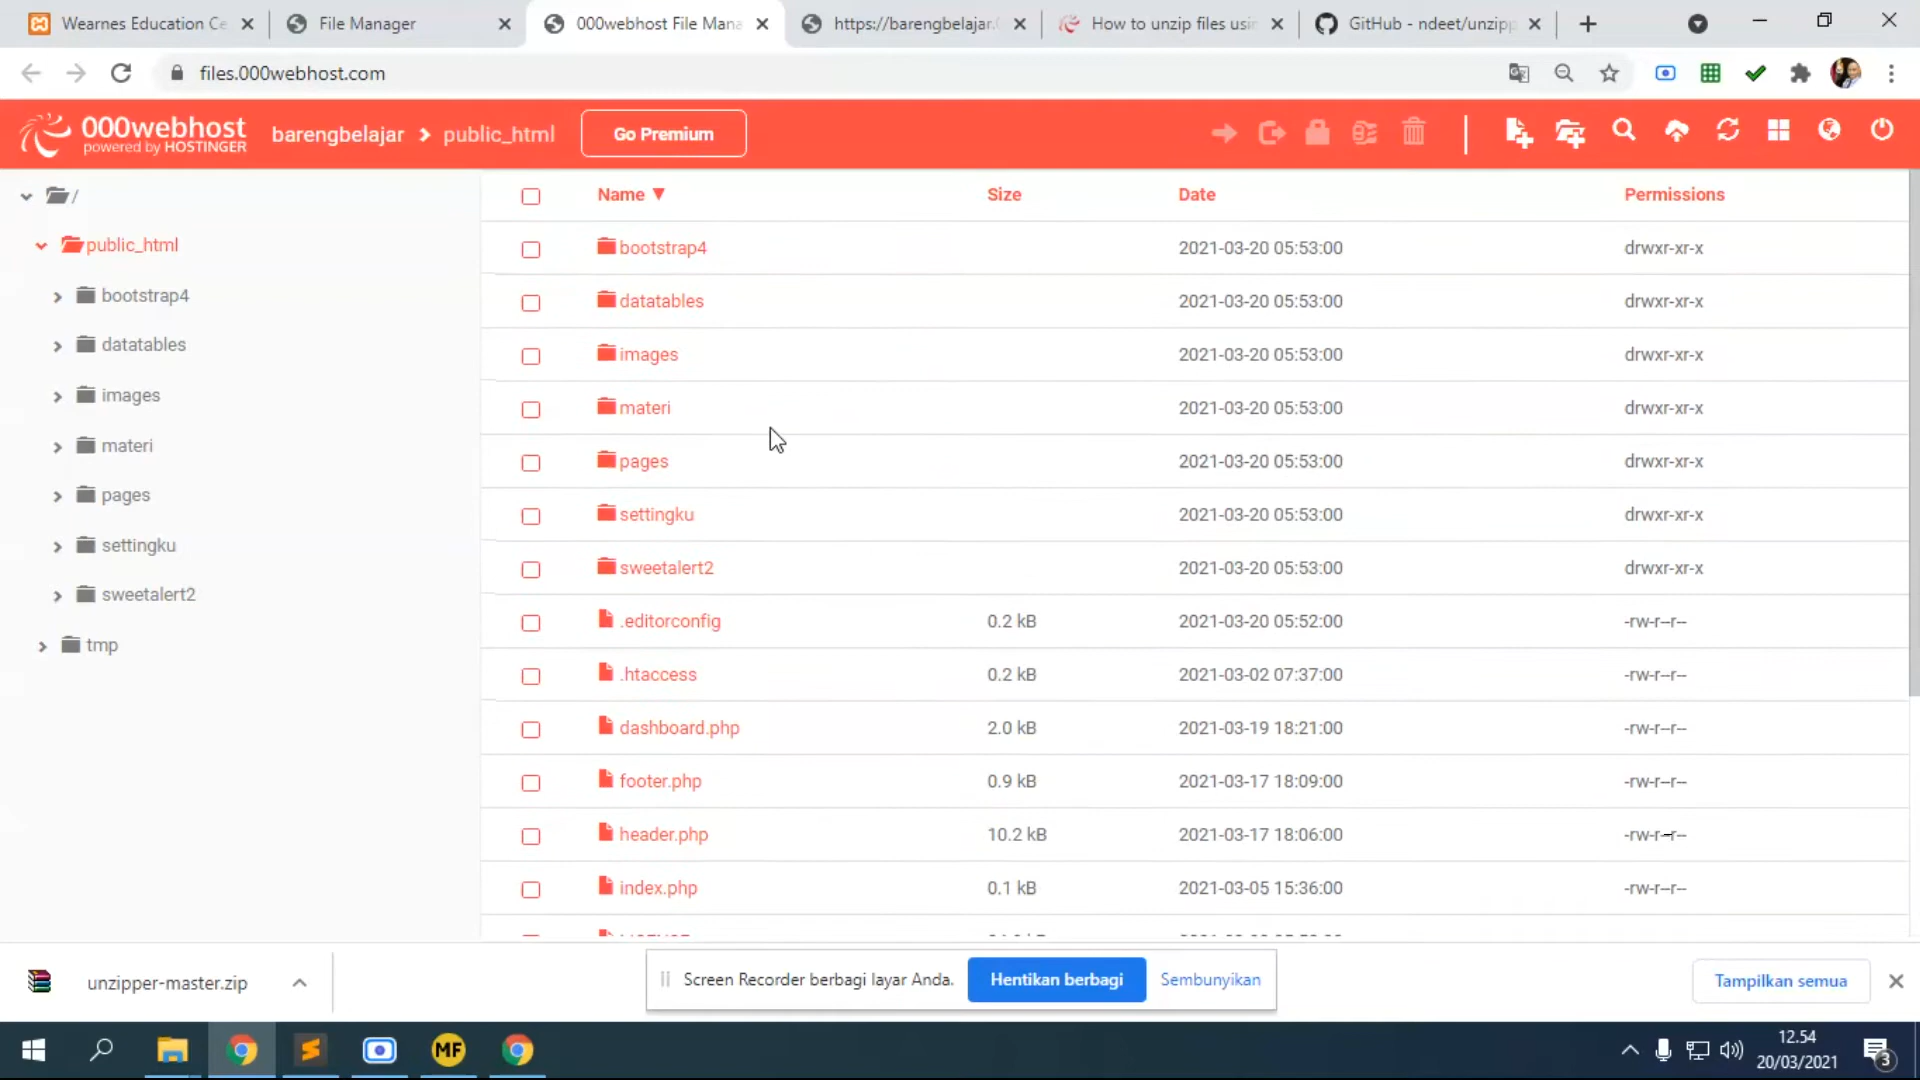 Wearnes Education Ce
File Manager
000webhost File Mana
https://barengbelajar.
How to unzip files usi
GitHub - ndeet/unzipp
files.000webhost.com
000webhost
powered by HOSTINGER
barengbelajar
public_html
Go Premium
/
public_html
bootstrap4
datatables
images
materi
pages
settingku
sweetalert2
tmp
Name Size Date Permissions
bootstrap4 2021-03-20 05:53:00 drwxr-xr-x
datatables 2021-03-20 05:53:00 drwxr-xr-x
images 2021-03-20 05:53:00 drwxr-xr-x
materi 2021-03-20 05:53:00 drwxr-xr-x
pages 2021-03-20 05:53:00 drwxr-xr-x
settingku 2021-03-20 05:53:00 drwxr-xr-x
sweetalert2 2021-03-20 05:53:00 drwxr-xr-x
.editorconfig 0.2 kB 2021-03-20 05:52:00 -rw-r--r--
.htaccess 0.2 kB 2021-03-02 07:37:00 -rw-r--r--
dashboard.php 2.0 kB 2021-03-19 18:21:00 -rw-r--r--
footer.php 0.9 kB 2021-03-17 18:09:00 -rw-r--r--
header.php 10.2 kB 2021-03-17 18:06:00 -rw-r--r--
index.php 0.1 kB 2021-03-05 15:36:00 -rw-r--r--
unzipper-master.zip
Screen Recorder berbagi layar Anda.
Hentikan berbagi
Sembunyikan
Tampilkan semua
MF
12.54
20/03/2021
3